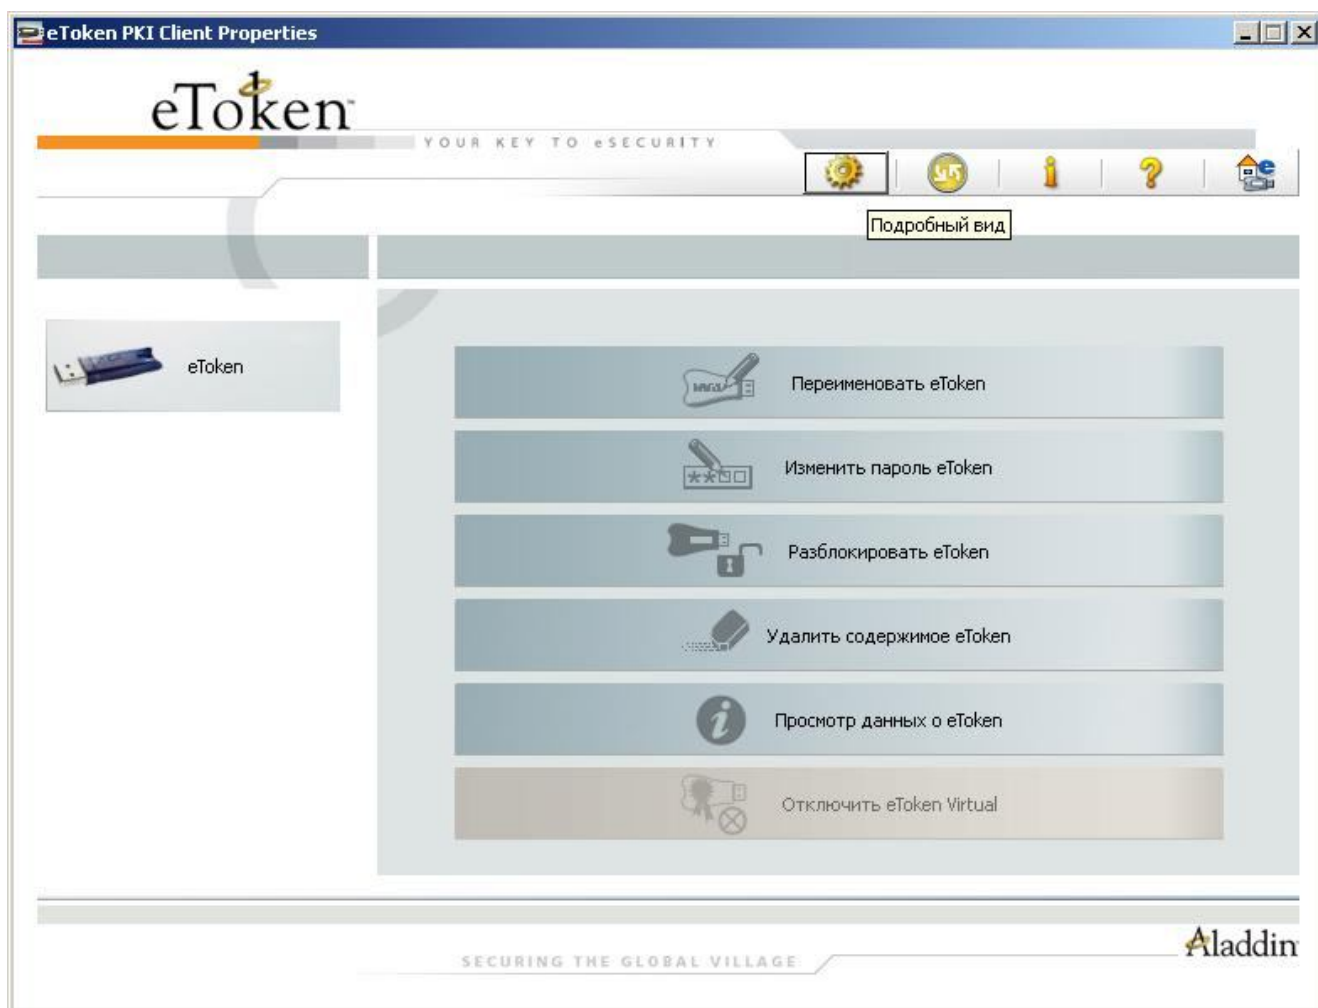 eToken PKI Client Properties
eToken™
YOUR KEY TO eSECURITY
Подробный вид
eToken
Переименовать eToken
Изменить пароль eToken
Разблокировать eToken
Удалить содержимое eToken
Просмотр данных о eToken
Отключить eToken Virtual
Aladdin
SECURING THE GLOBAL VILLAGE